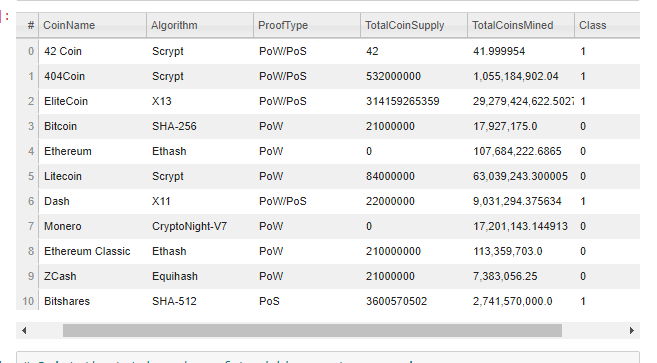 # CoinName Algorithm ProofType TotalCoinSupply TotalCoinsMined Class
0 42 Coin Scrypt PoW/PoS 42 41.999954 1
1 404Coin Scrypt PoW/PoS 532000000 1,055,184,902.04 1
2 EliteCoin X13 PoW/PoS 314159265359 29,279,424,622.502 1
3 Bitcoin SHA-256 PoW 21000000 17,927,175.0 0
4 Ethereum Ethash PoW 0 107,684,222.6865 0
5 Litecoin Scrypt PoW 84000000 63,039,243.300005 0
6 Dash X11 PoW/PoS 22000000 9,031,294.375634 1
7 Monero CryptoNight-V7 PoW 0 17,201,143.144913 0
8 Ethereum Classic Ethash PoW 210000000 113,359,703.0 0
9 ZCash Equihash PoW 21000000 7,383,056.25 0
10 Bitshares SHA-512 PoS 3600570502 2,741,570,000.0 1